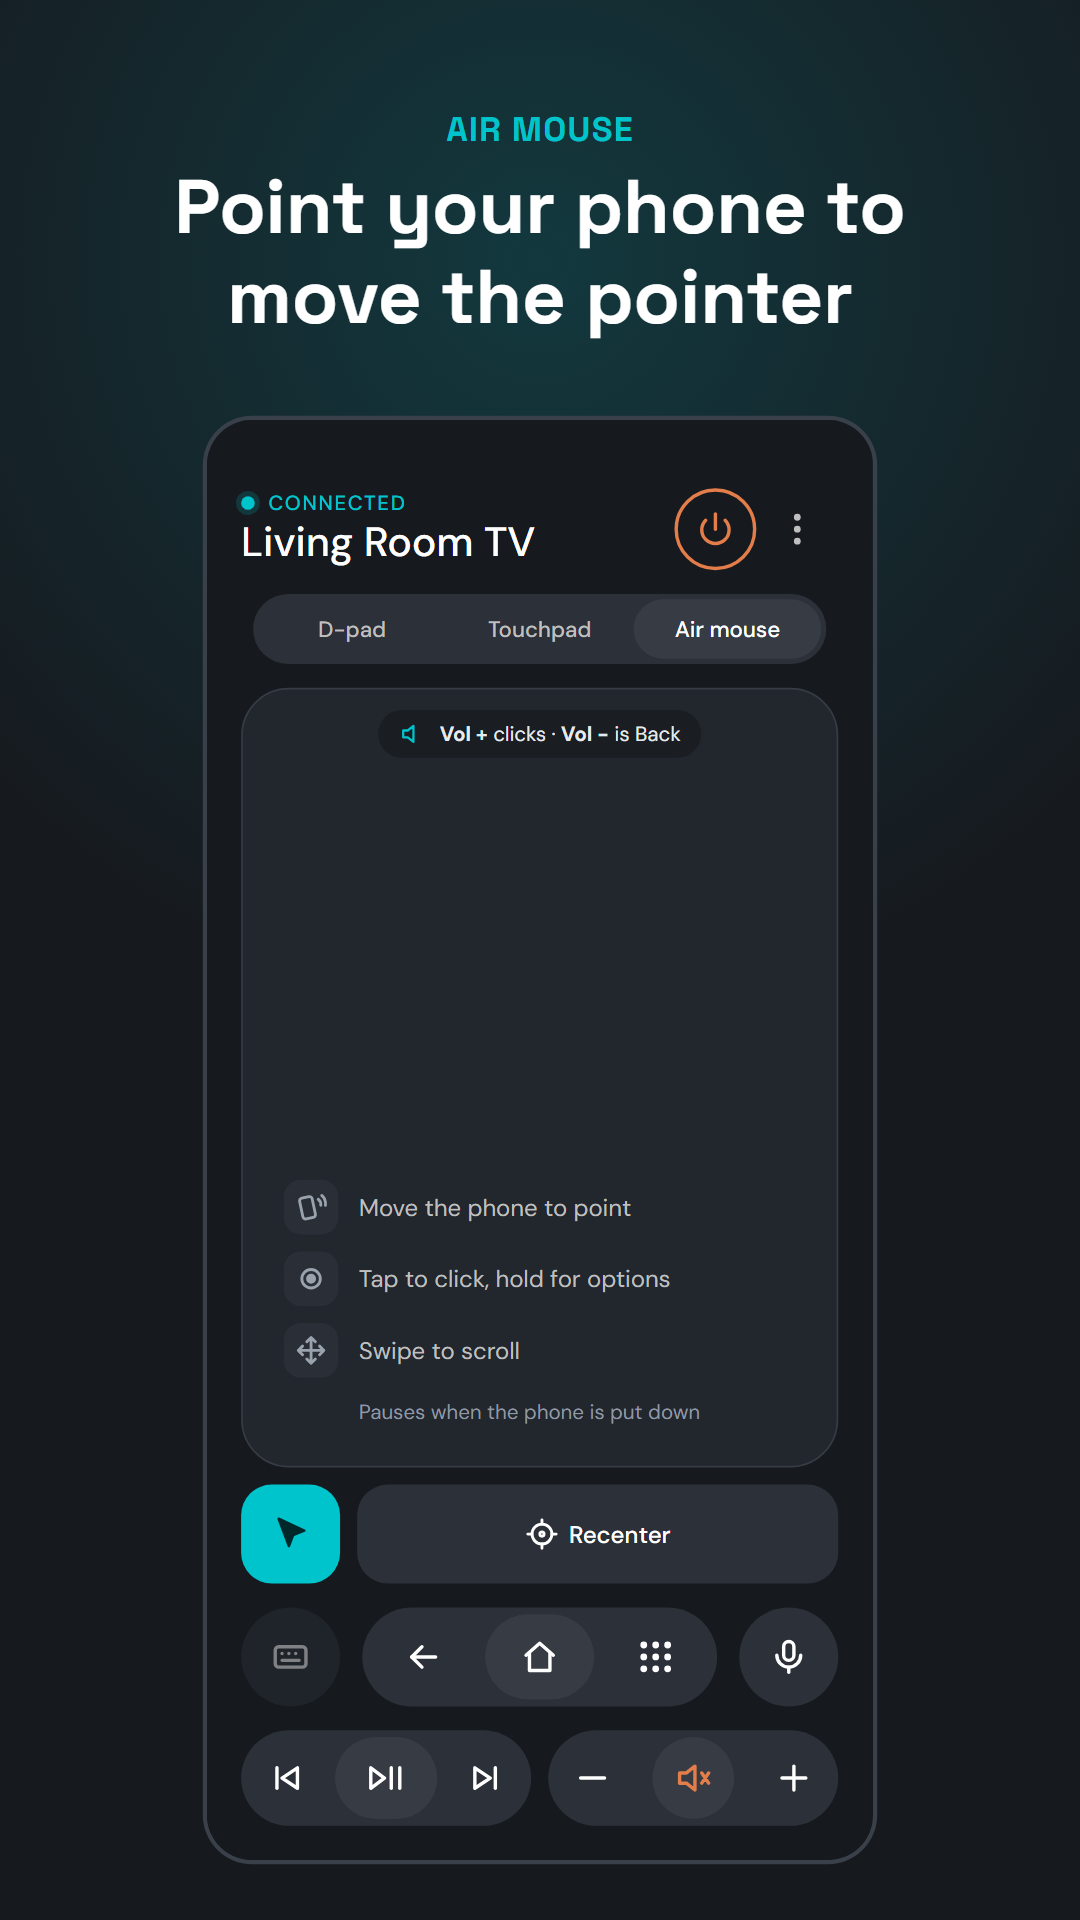 AIR MOUSE
Point your phone to
move the pointer
CONNECTED
Living Room TV
D-pad
Touchpad
Air mouse
Vol + clicks · Vol − is Back
Move the phone to point
Tap to click, hold for options
Swipe to scroll
Pauses when the phone is put down
Recenter